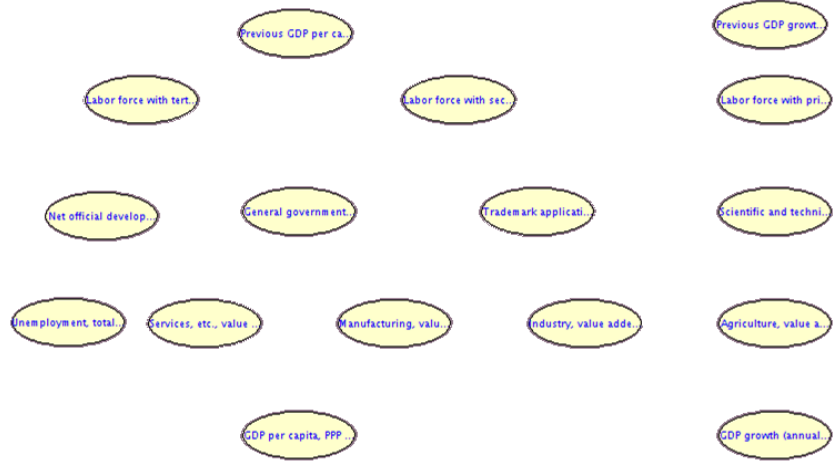 Previous GDP per ca...
Previous GDP growt...
Labor force with tert...
Labor force with sec...
Labor force with pri...
Net official develop...
General government...
Trademark applicati...
Scientific and techni...
Unemployment, total...
Services, etc., value ...
Manufacturing, valu...
Industry, value adde...
Agriculture, value a...
GDP per capita, PPP ...
GDP growth (annual...